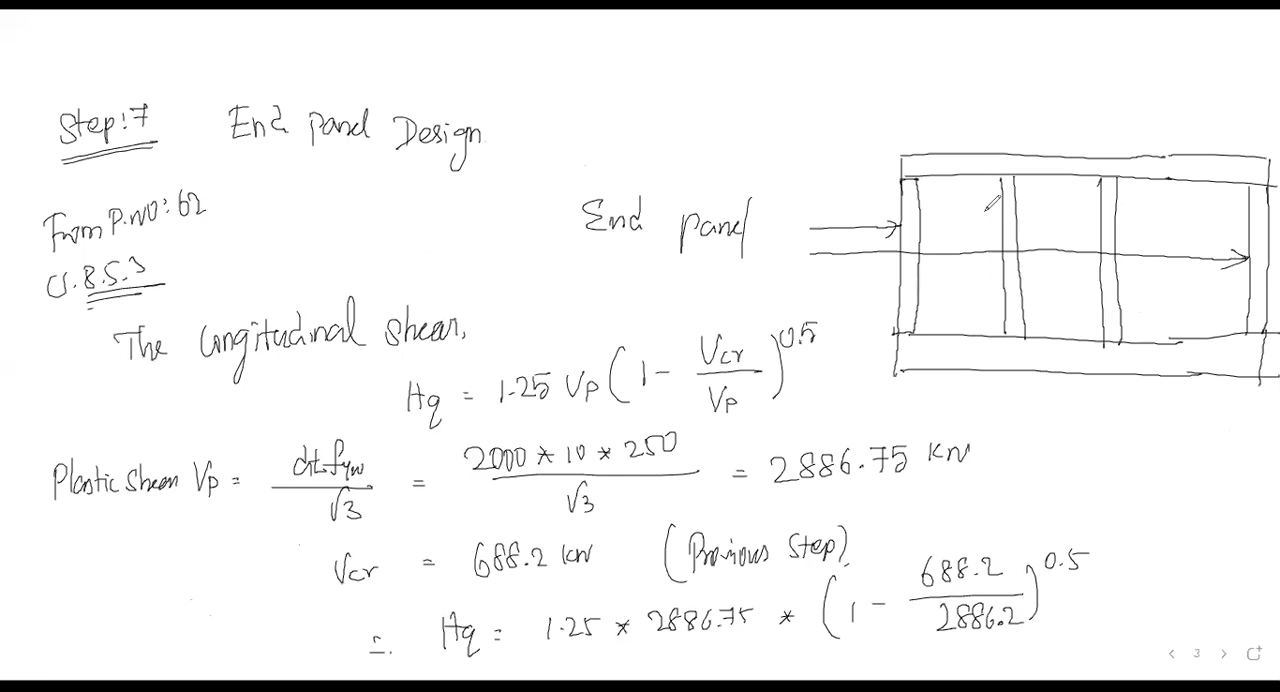 Step:7 End Panel Design
From P.NO: 62
Cl. 8.5.3
End panel
The longitudinal shear,
Hq = 1.25 Vp (1 - Vcr / Vp)^0.5
Plastic Shear Vp = dt.fyw / √3 = 2000 * 10 * 250 / √3 = 2886.75 KN
Vcr = 688.2 KN (Previous Step)
∴ Hq = 1.25 * 2886.75 * (1 - 688.2 / 2886.2)^0.5
< 3 >